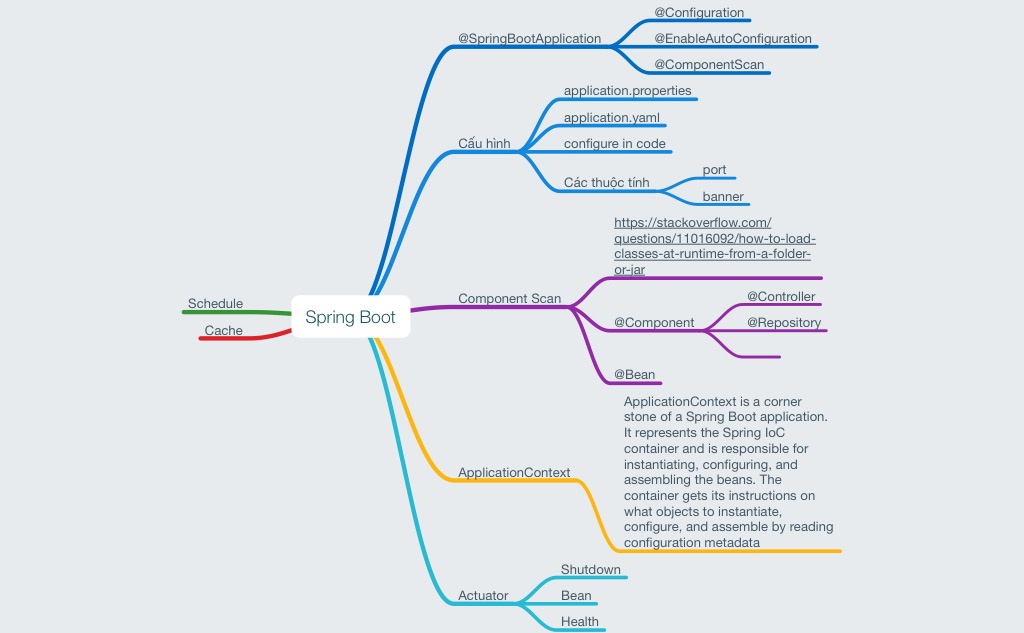 @Configuration
@SpringBootApplication
@EnableAutoConfiguration
@ComponentScan
application.properties
application.yaml
Cấu hình
configure in code
Các thuộc tính
port
banner
https://stackoverflow.com/
questions/11016092/how-to-load-
classes-at-runtime-from-a-folder-
or-jar
Schedule
Spring Boot
Cache
Component Scan
@Component
@Controller
@Repository
@Bean
ApplicationContext
ApplicationContext is a corner
stone of a Spring Boot application.
It represents the Spring IoC
container and is responsible for
instantiating, configuring, and
assembling the beans. The
container gets its instructions on
what objects to instantiate,
configure, and assemble by reading
configuration metadata
Actuator
Shutdown
Bean
Health